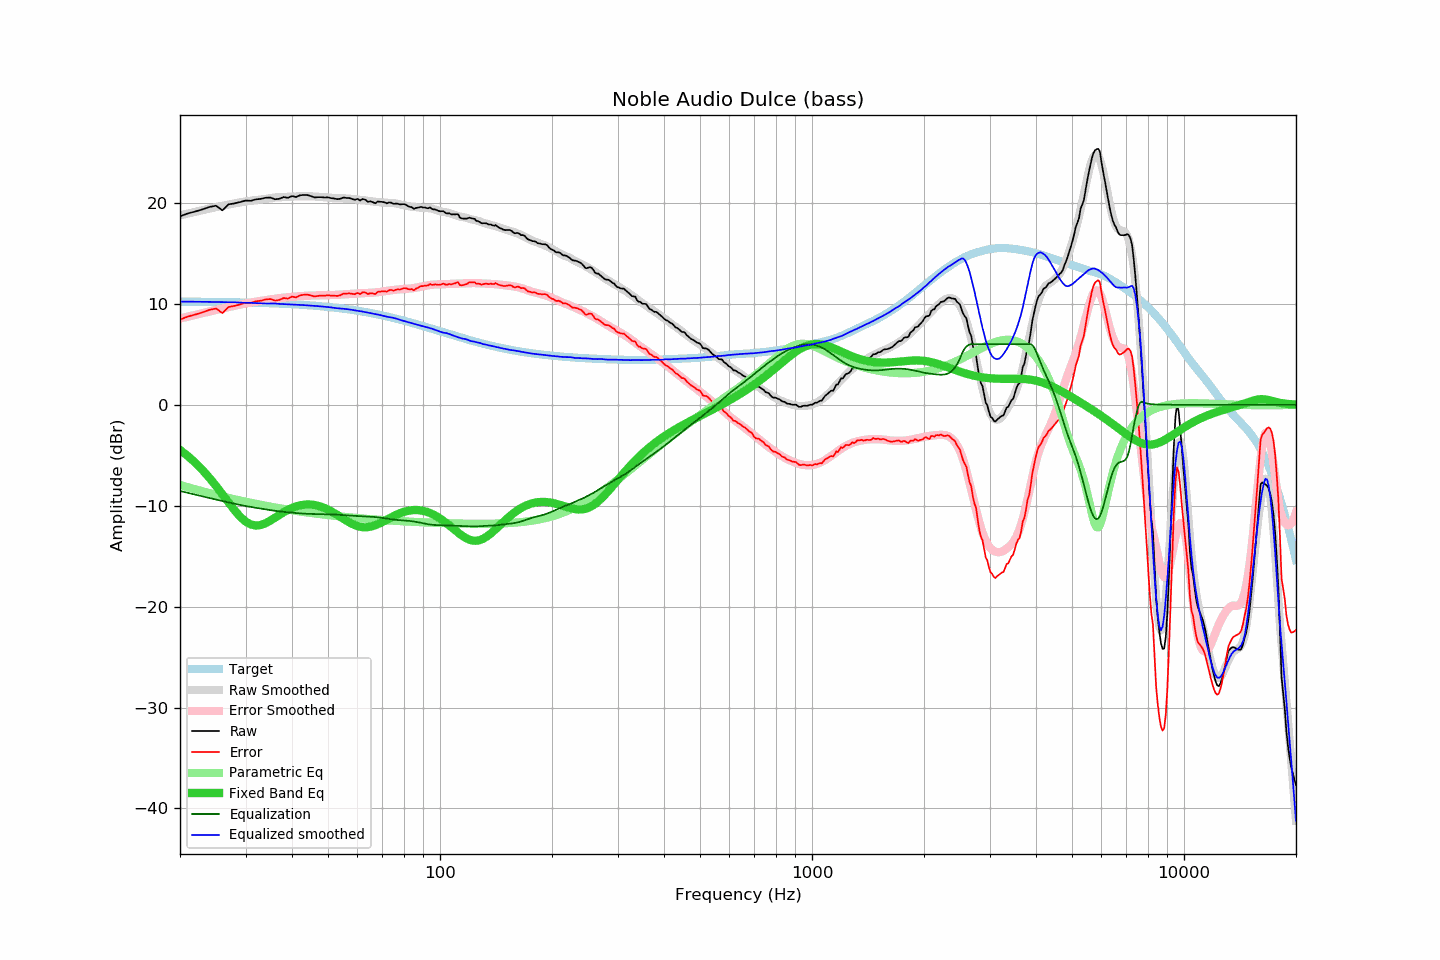 Noble Audio Dulce (bass)
Amplitude (dBr)
20
10
0
−10
−20
−30
−40
Target
Raw Smoothed
Error Smoothed
Raw
Error
Parametric Eq
Fixed Band Eq
Equalization
Equalized smoothed
100
1000
10000
Frequency (Hz)